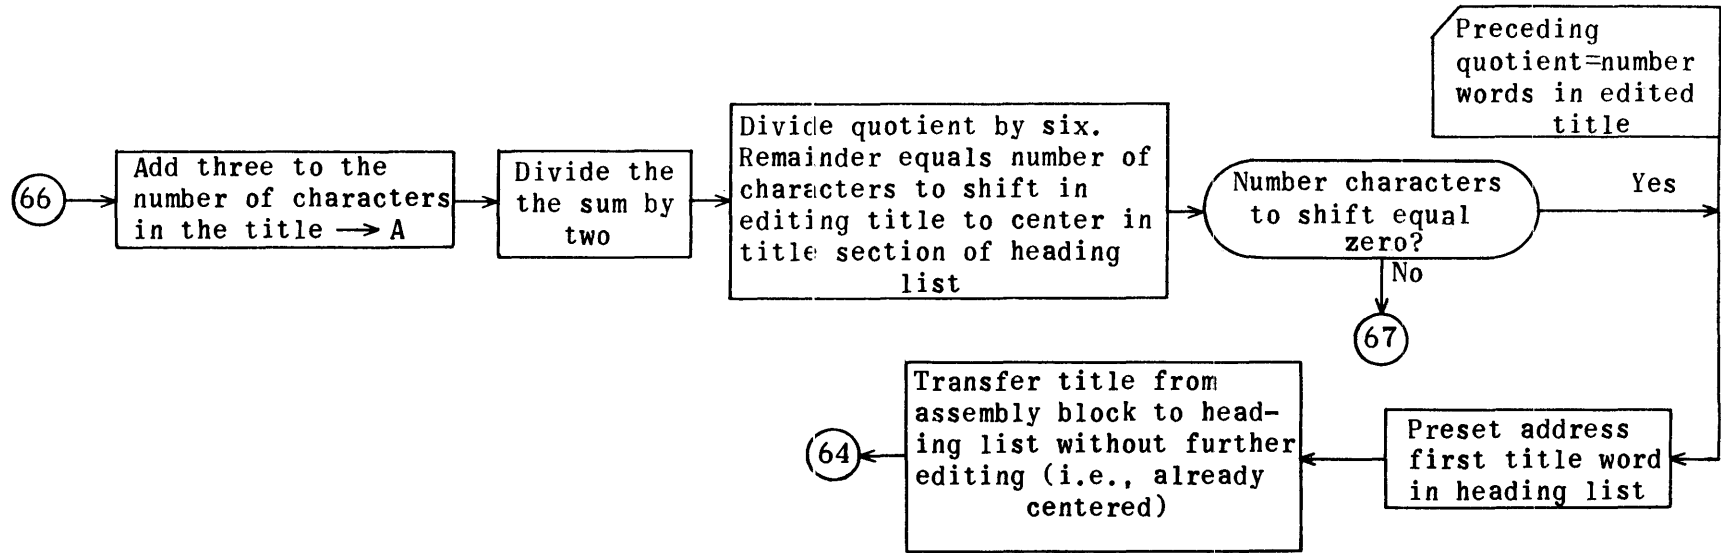 66
Add three to the
number of characters
in the title → A
Divide the
the sum by
two
Divide quotient by six.
Remainder equals number of
characters to shift in
editing title to center in
title section of heading
list
Number characters
to shift equal
zero?
Yes
No
67
Preceding
quotient=number
words in edited
title
Preset address
first title word
in heading list
Transfer title from
assembly block to head-
ing list without further
editing (i.e., already
centered)
64